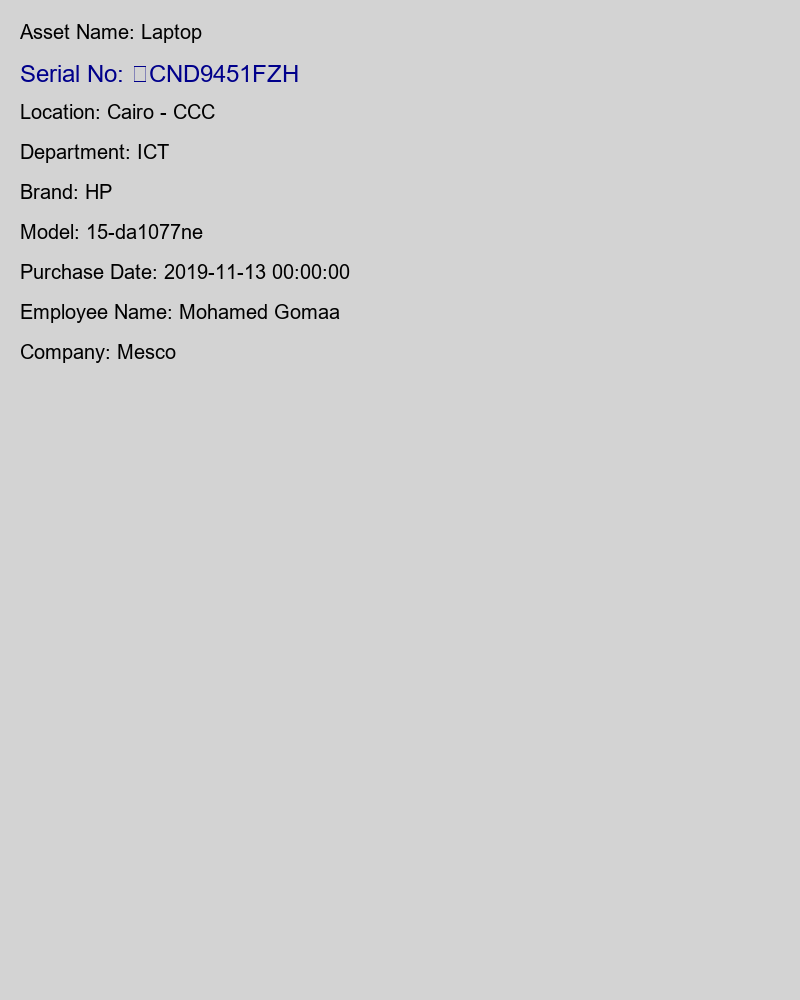 Asset Name: Laptop
Serial No: CND9451FZH
Location: Cairo - CCC
Department: ICT
Brand: HP
Model: 15-da1077ne
Purchase Date: 2019-11-13 00:00:00
Employee Name: Mohamed Gomaa
Company: Mesco